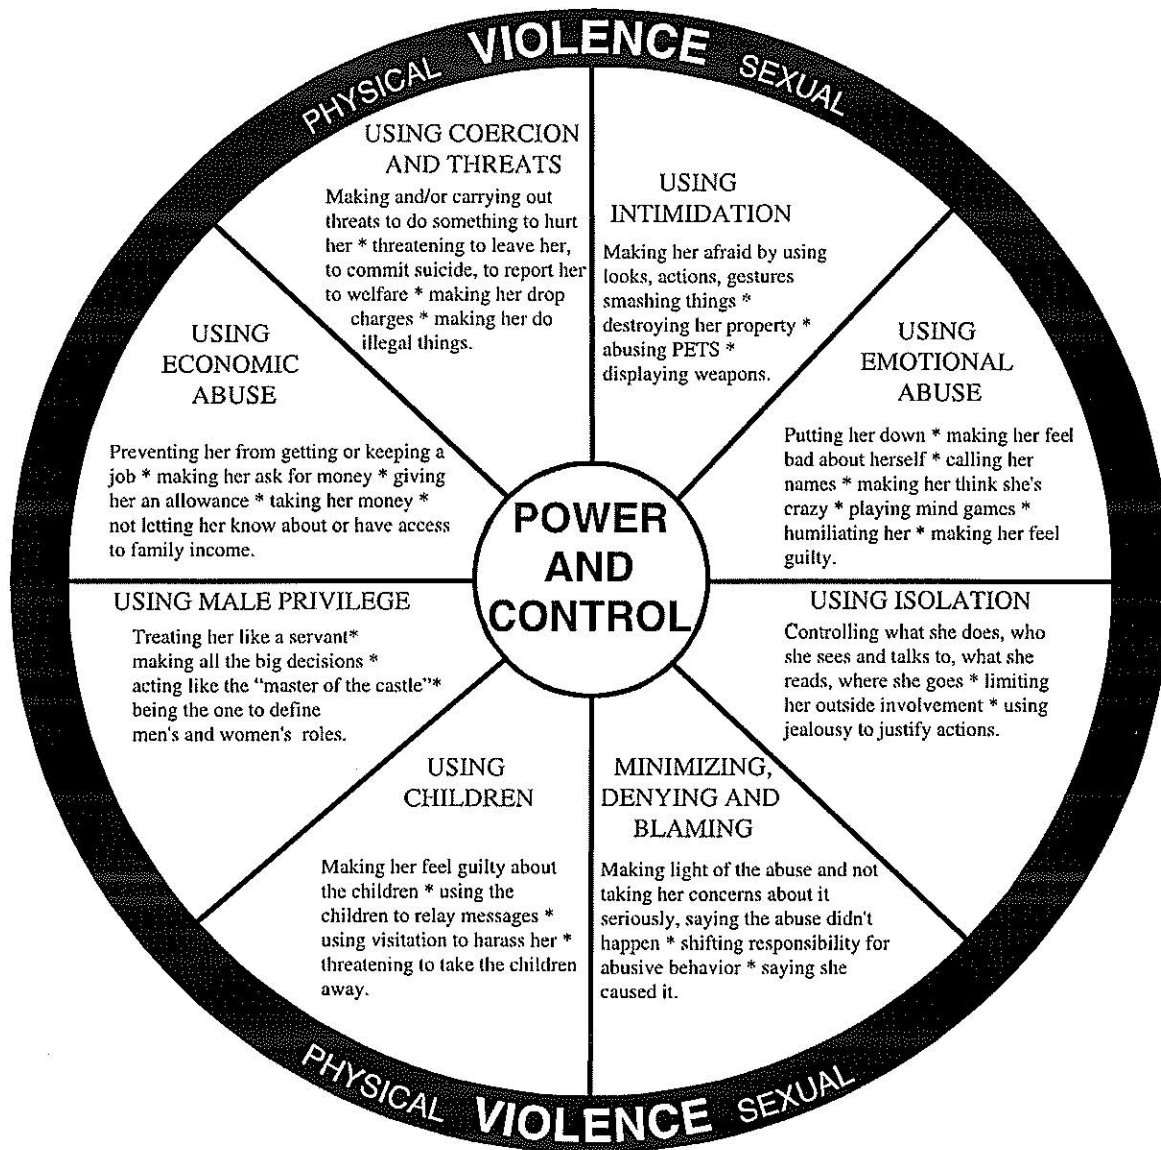 PHYSICAL VIOLENCE SEXUAL
USING COERCION
AND THREATS
Making and/or carrying out
threats to do something to hurt
her * threatening to leave her,
to commit suicide, to report her
to welfare * making her drop
charges * making her do
illegal things.
USING
INTIMIDATION
Making her afraid by using
looks, actions, gestures
smashing things *
destroying her property *
abusing PETS *
displaying weapons.
USING
ECONOMIC
ABUSE
Preventing her from getting or keeping a
job * making her ask for money * giving
her an allowance * taking her money *
not letting her know about or have access
to family income.
USING
EMOTIONAL
ABUSE
Putting her down * making her feel
bad about herself * calling her
names * making her think she's
crazy * playing mind games *
humiliating her * making her feel
guilty.
POWER
AND
CONTROL
USING MALE PRIVILEGE
Treating her like a servant*
making all the big decisions *
acting like the “master of the castle”*
being the one to define
men's and women's roles.
USING ISOLATION
Controlling what she does, who
she sees and talks to, what she
reads, where she goes * limiting
her outside involvement * using
jealousy to justify actions.
USING
CHILDREN
Making her feel guilty about
the children * using the
children to relay messages *
using visitation to harass her *
threatening to take the children
away.
MINIMIZING,
DENYING AND
BLAMING
Making light of the abuse and not
taking her concerns about it
seriously, saying the abuse didn't
happen * shifting responsibility for
abusive behavior * saying she
caused it.
PHYSICAL VIOLENCE SEXUAL